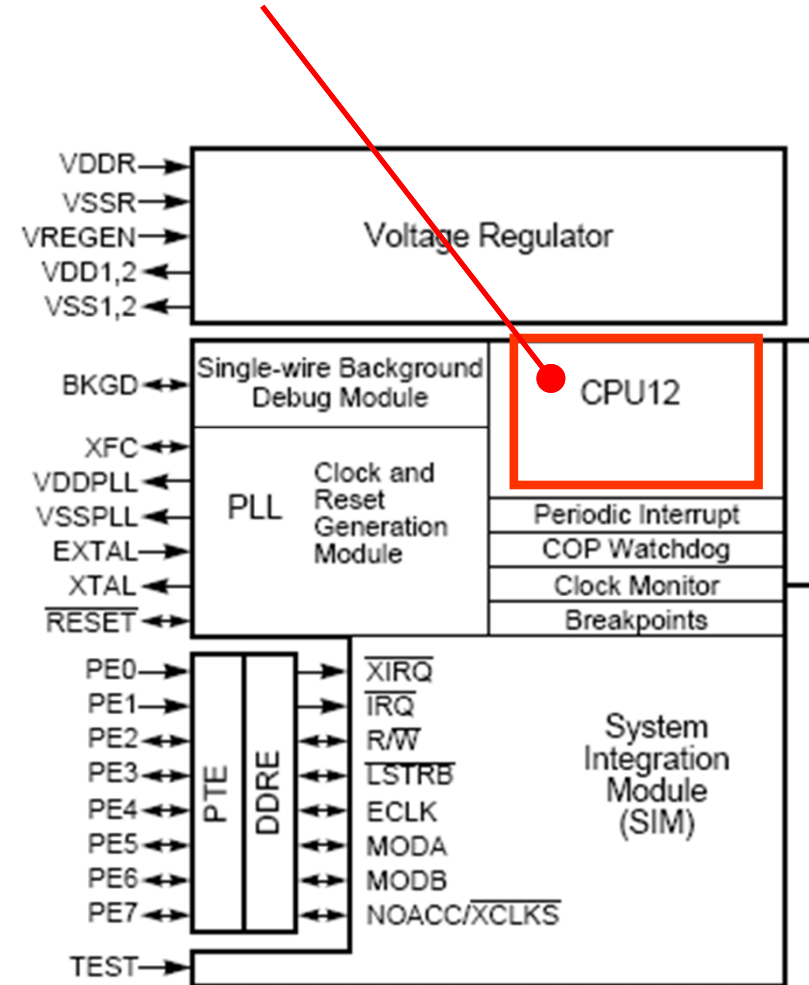 VDDR
VSSR
VREGEN
VDD1,2
VSS1,2
Voltage Regulator
BKGD
XFC
VDDPLL
VSSPLL
EXTAL
XTAL
RESET
Single-wire Background
Debug Module
PLL
Clock and
Reset
Generation
Module
CPU12
Periodic Interrupt
COP Watchdog
Clock Monitor
Breakpoints
PE0
PE1
PE2
PE3
PE4
PE5
PE6
PE7
TEST
PTE
DDRE
XIRQ
IRQ
R/W
LSTRB
ECLK
MODA
MODB
NOACC/XCLKS
System
Integration
Module
(SIM)